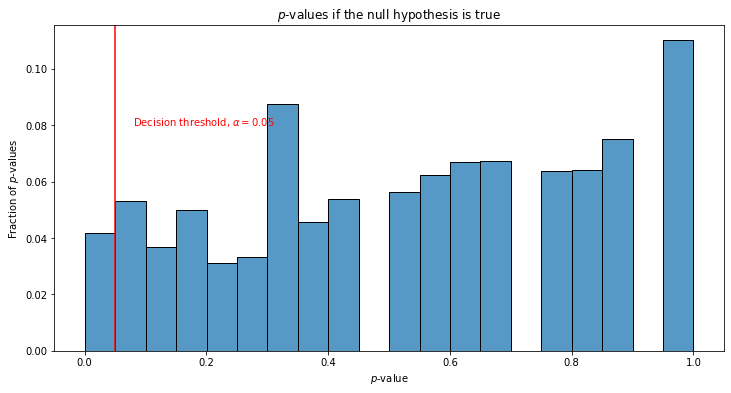 p-values if the null hypothesis is true
0.10
Decision threshold, α = 0.05
0.08
Fraction of p-values
0.06
0.04
0.02
0.00
0.0 0.2 0.4 0.6 0.8 1.0
p-value